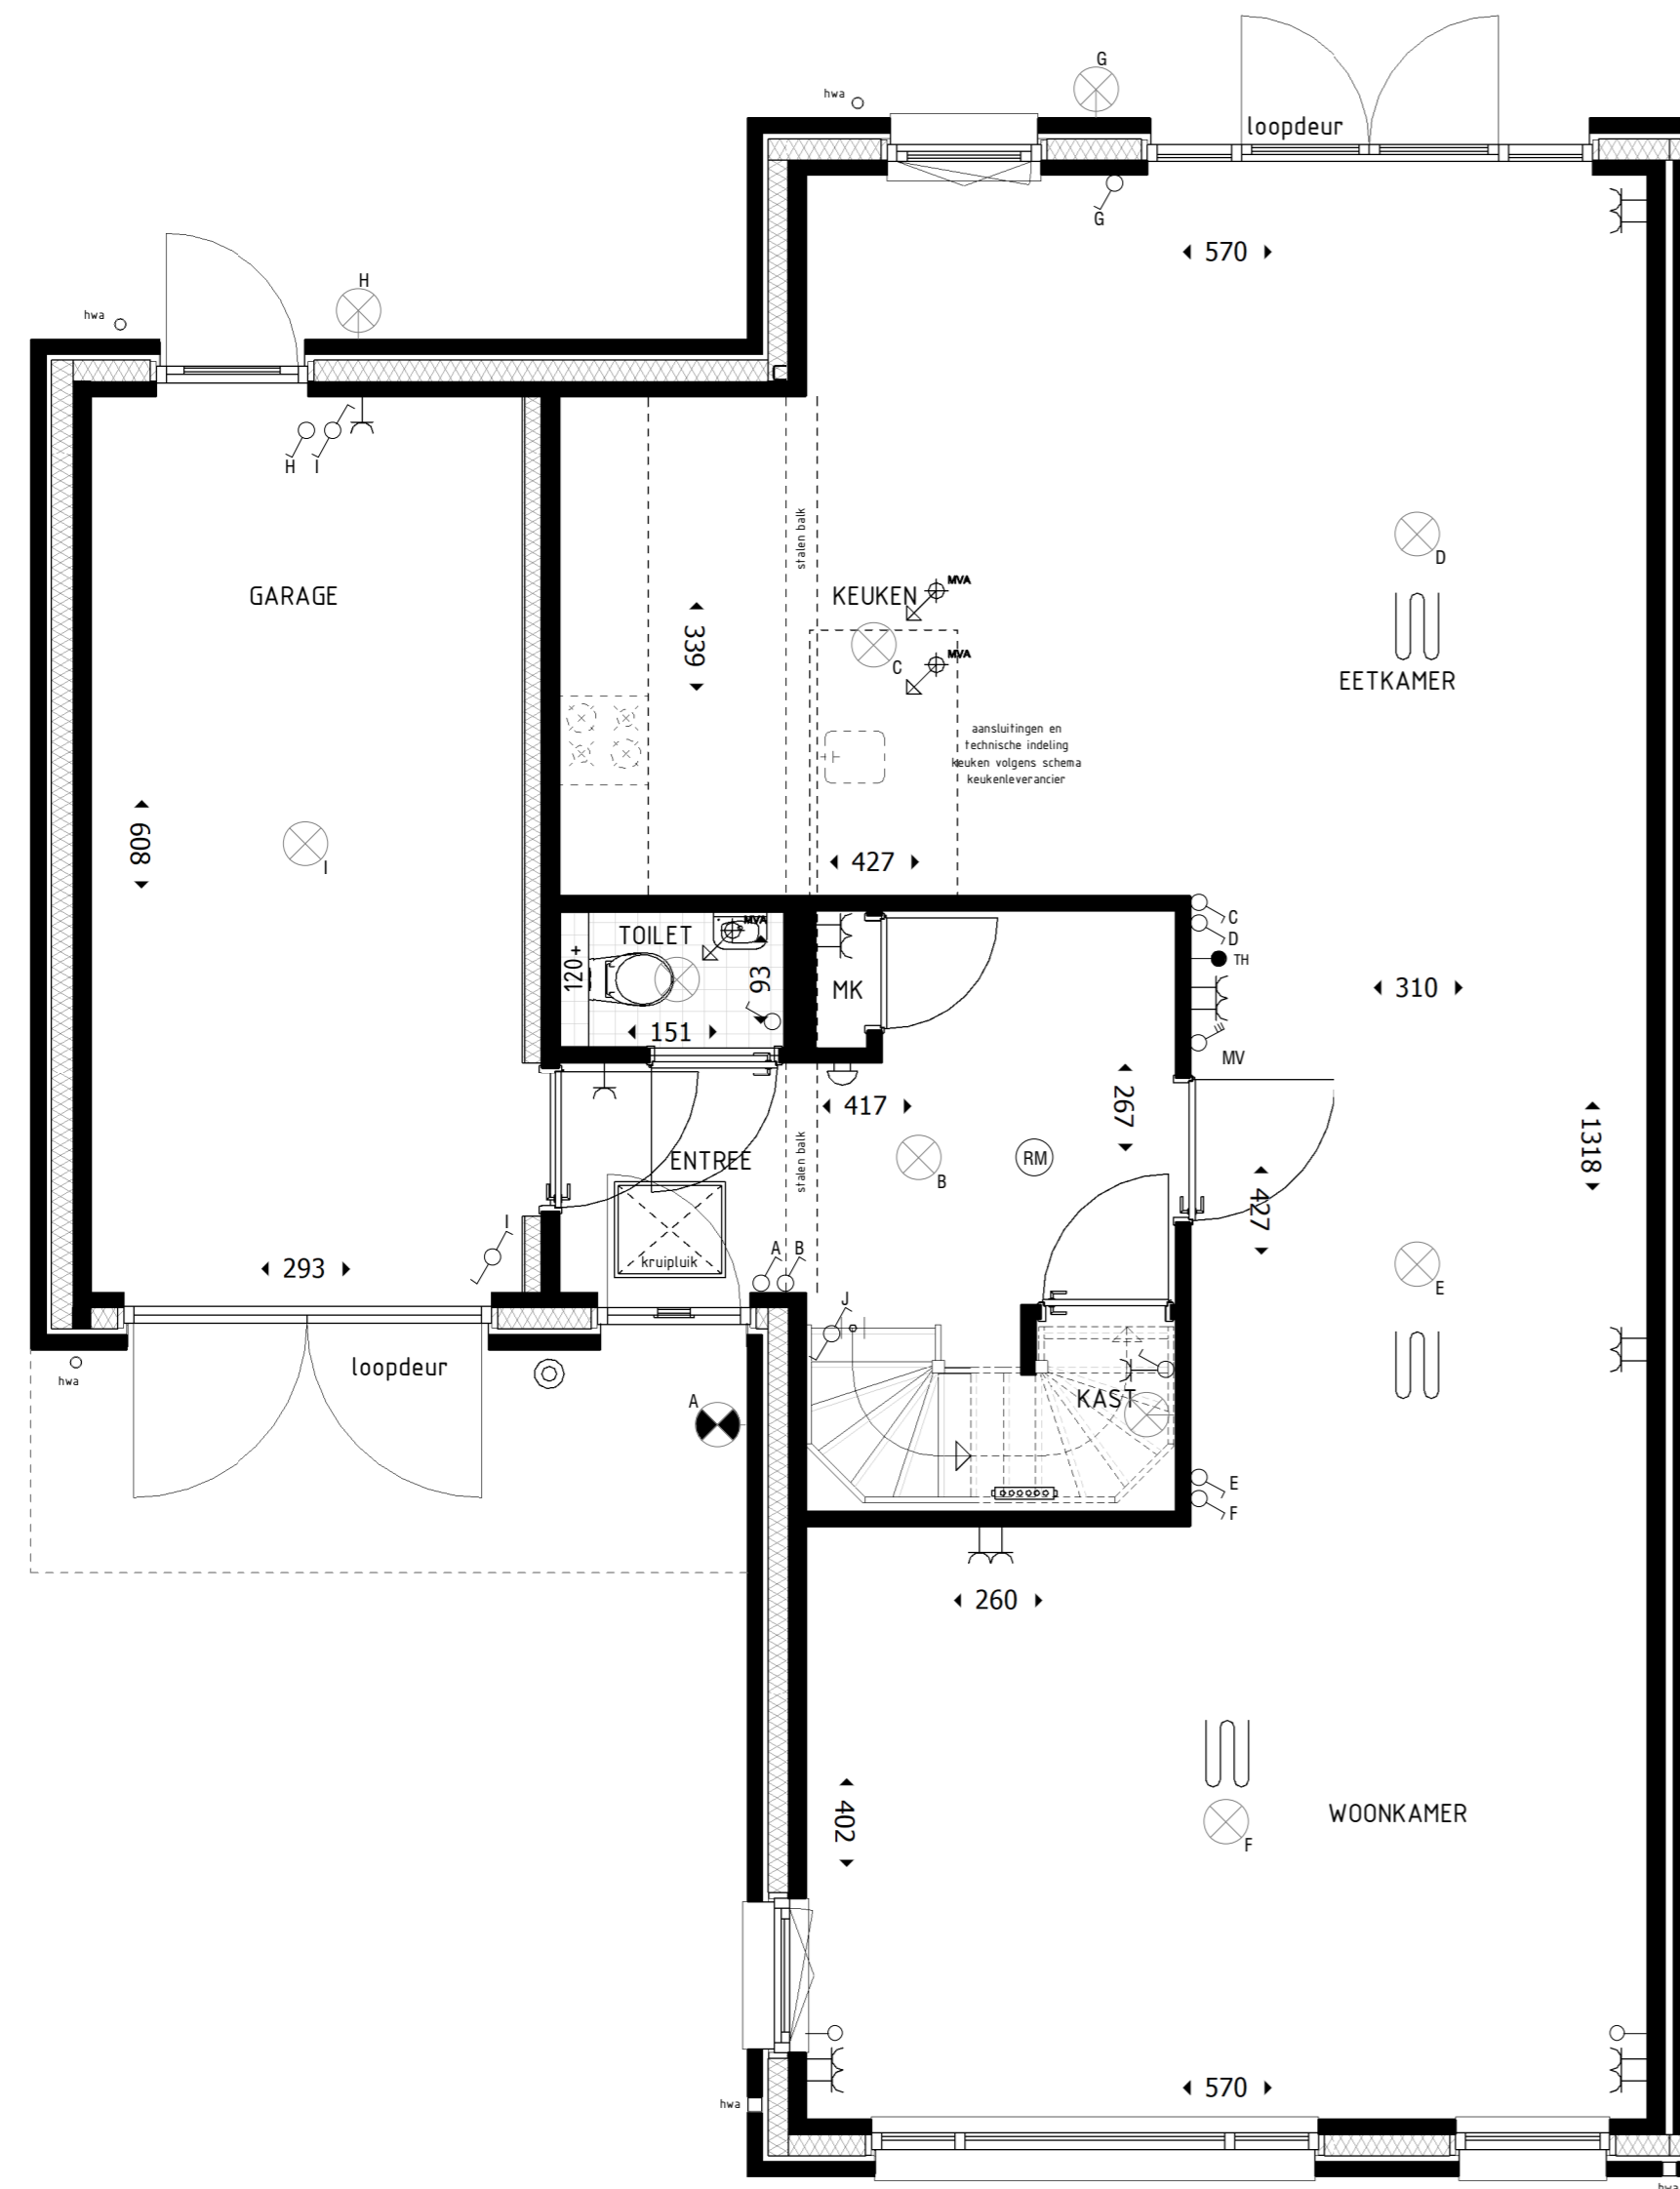 G
hwa
loopdeur
G
570
H
hwa
H I
stalen balk
D
GARAGE
KEUKEN
MVA
339
C
MVA
EETKAMER
aansluitingen en
technische indeling
keuken volgens schema
keukenleverancier
608
I
427
C
TOILET
MVA
D
TH
120+
93
MK
310
151
MV
417
267
1318
ENTREE
stalen balk
RM
B
427
I
kruipluik
A B
293
E
J
loopdeur
hwa
A
KAST
E
F
260
402
WOONKAMER
F
570
hwa
hwa